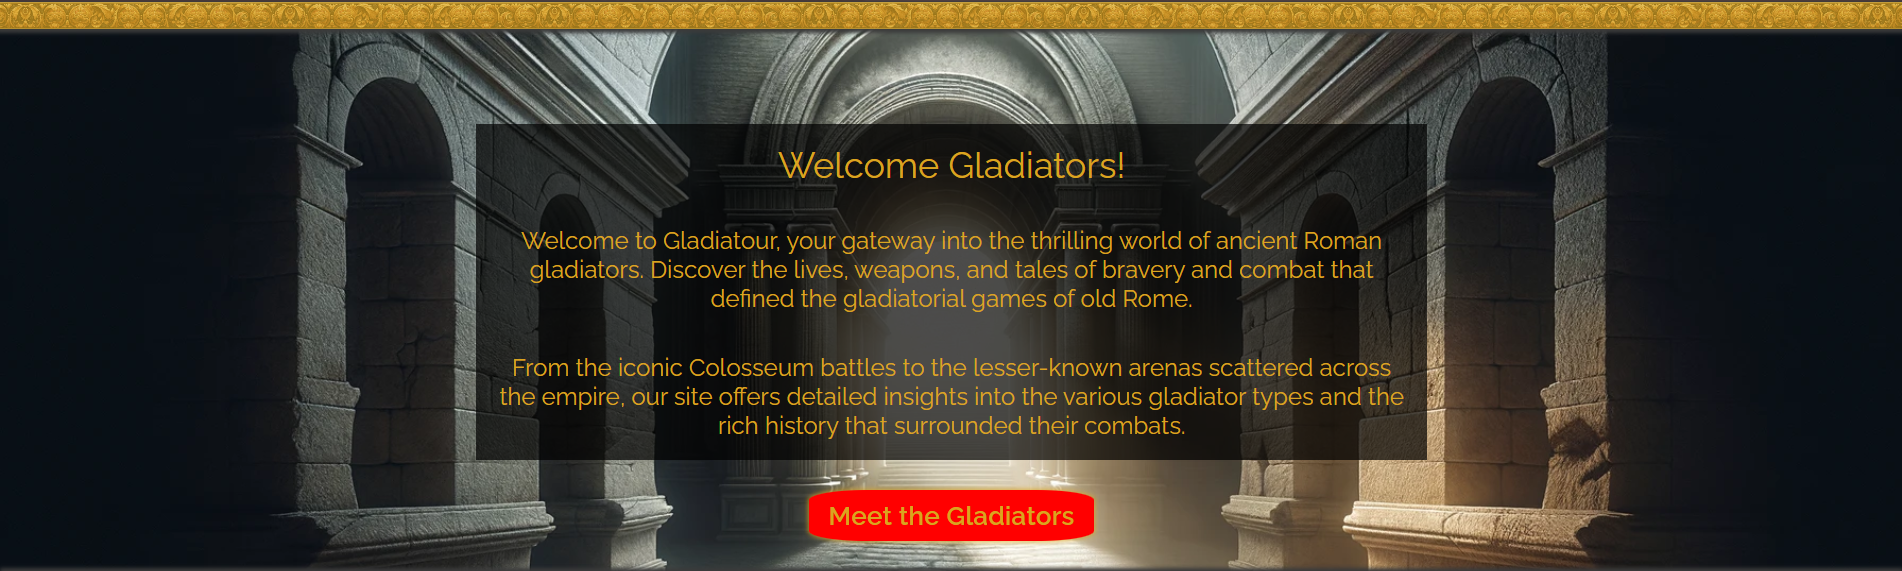 Welcome Gladiators!
Welcome to Gladiatour, your gateway into the thrilling world of ancient Roman
gladiators. Discover the lives, weapons, and tales of bravery and combat that
defined the gladiatorial games of old Rome.
From the iconic Colosseum battles to the lesser-known arenas scattered across
the empire, our site offers detailed insights into the various gladiator types and the
rich history that surrounded their combats.
Meet the Gladiators